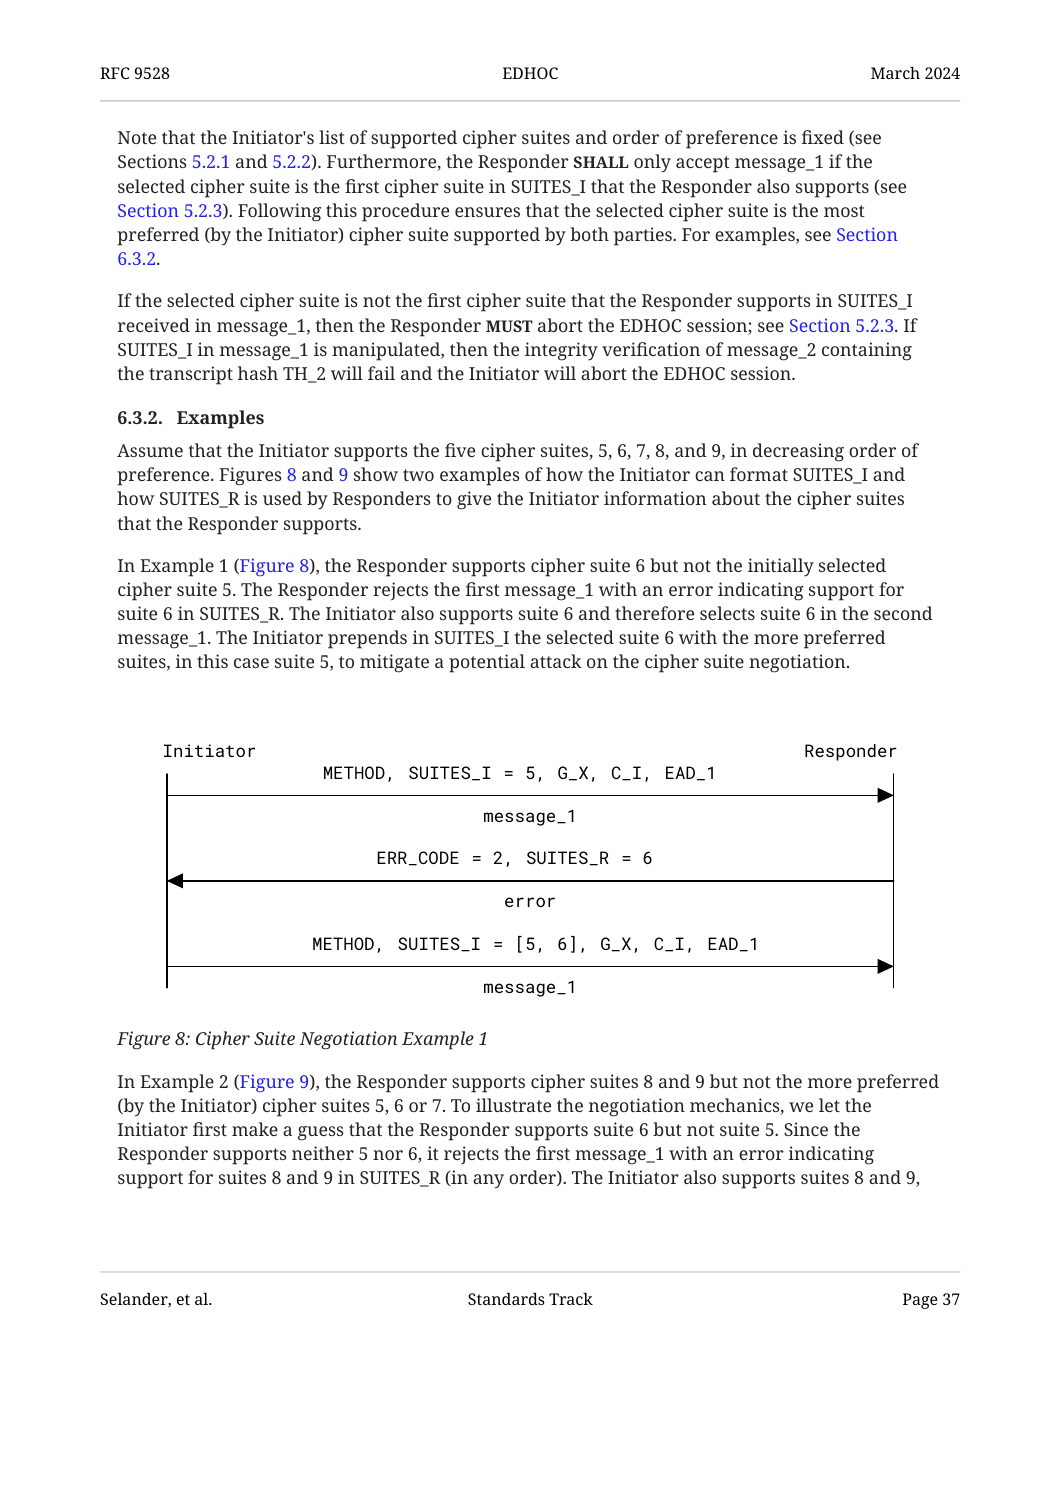 RFC 9528 EDHOC March 2024
Note that the Initiator's list of supported cipher suites and order of preference is fixed (see
Sections 5.2.1 and 5.2.2). Furthermore, the Responder SHALL only accept message_1 if the
selected cipher suite is the first cipher suite in SUITES_I that the Responder also supports (see
Section 5.2.3). Following this procedure ensures that the selected cipher suite is the most
preferred (by the Initiator) cipher suite supported by both parties. For examples, see Section
6.3.2.
If the selected cipher suite is not the first cipher suite that the Responder supports in SUITES_I
received in message_1, then the Responder MUST abort the EDHOC session; see Section 5.2.3. If
SUITES_I in message_1 is manipulated, then the integrity verification of message_2 containing
the transcript hash TH_2 will fail and the Initiator will abort the EDHOC session.
6.3.2. Examples
Assume that the Initiator supports the five cipher suites, 5, 6, 7, 8, and 9, in decreasing order of
preference. Figures 8 and 9 show two examples of how the Initiator can format SUITES_I and
how SUITES_R is used by Responders to give the Initiator information about the cipher suites
that the Responder supports.
In Example 1 (Figure 8), the Responder supports cipher suite 6 but not the initially selected
cipher suite 5. The Responder rejects the first message_1 with an error indicating support for
suite 6 in SUITES_R. The Initiator also supports suite 6 and therefore selects suite 6 in the second
message_1. The Initiator prepends in SUITES_I the selected suite 6 with the more preferred
suites, in this case suite 5, to mitigate a potential attack on the cipher suite negotiation.
Initiator Responder
METHOD, SUITES_I = 5, G_X, C_I, EAD_1
message_1
ERR_CODE = 2, SUITES_R = 6
error
METHOD, SUITES_I = [5, 6], G_X, C_I, EAD_1
message_1
Figure 8: Cipher Suite Negotiation Example 1
In Example 2 (Figure 9), the Responder supports cipher suites 8 and 9 but not the more preferred
(by the Initiator) cipher suites 5, 6 or 7. To illustrate the negotiation mechanics, we let the
Initiator first make a guess that the Responder supports suite 6 but not suite 5. Since the
Responder supports neither 5 nor 6, it rejects the first message_1 with an error indicating
support for suites 8 and 9 in SUITES_R (in any order). The Initiator also supports suites 8 and 9,
Selander, et al. Standards Track Page 37